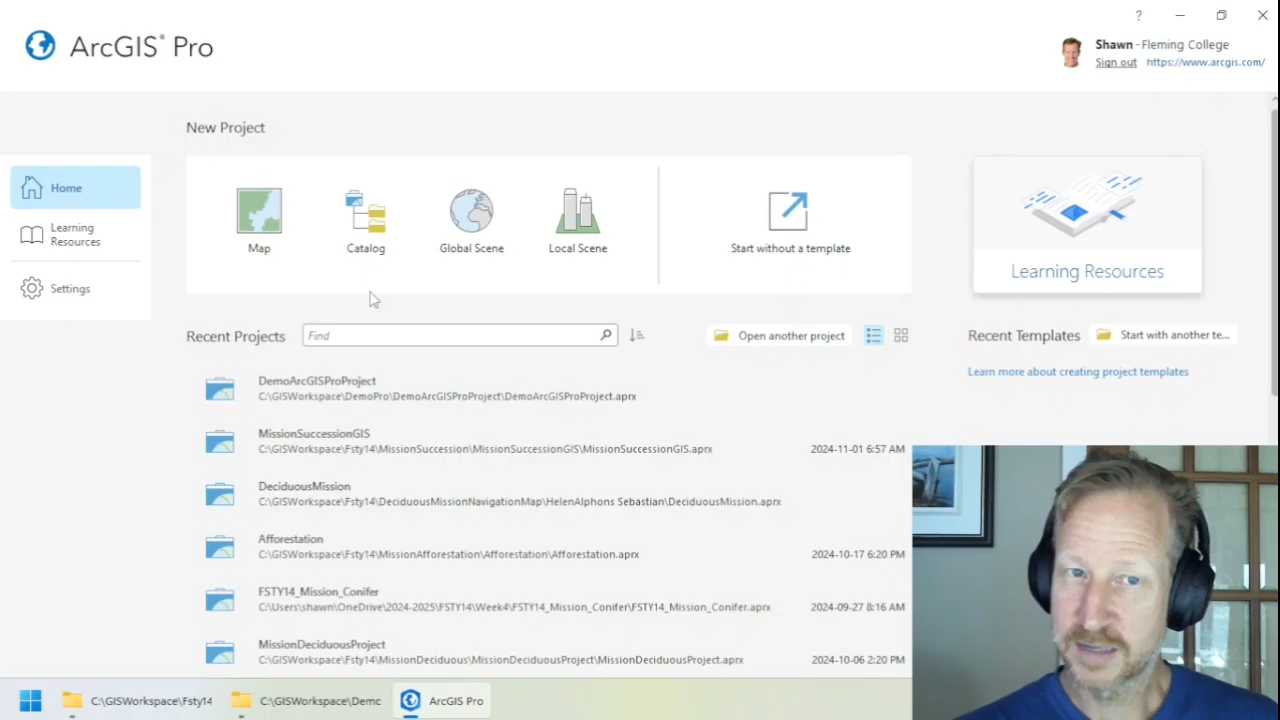 ArcGIS® Pro
?
Shawn - Fleming College
Sign out https://www.arcgis.com/
New Project
Home
Learning
Resources
Settings
Map
Catalog
Global Scene
Local Scene
Start without a template
Learning Resources
Recent Projects
Find
Open another project
Recent Templates
Start with another te...
Learn more about creating project templates
DemoArcGISProProject
C:\GISWorkspace\DemoPro\DemoArcGISProProject\DemoArcGISProProject.aprx
MissionSuccessionGIS
C:\GISWorkspace\Fsty14\MissionSuccession\MissionSuccessionGIS\MissionSuccessionGIS.aprx 2024-11-01 6:57 AM
DeciduousMission
C:\GISWorkspace\Fsty14\DeciduousMissionNavigationMap\HelenAlphons Sebastian\DeciduousMission.aprx
Afforestation
C:\GISWorkspace\Fsty14\MissionAfforestation\Afforestation\Afforestation.aprx 2024-10-17 6:20 PM
FSTY14_Mission_Conifer
C:\Users\shawn\OneDrive\2024-2025\FSTY14\Week4\FSTY14_Mission_Conifer\FSTY14_Mission_Conifer.aprx 2024-09-27 8:16 AM
MissionDeciduousProject
C:\GISWorkspace\Fsty14\MissionDeciduous\MissionDeciduousProject\MissionDeciduousProject.aprx 2024-10-06 2:20 PM
C:\GISWorkspace\Fsty14
C:\GISWorkspace\Demo
ArcGIS Pro